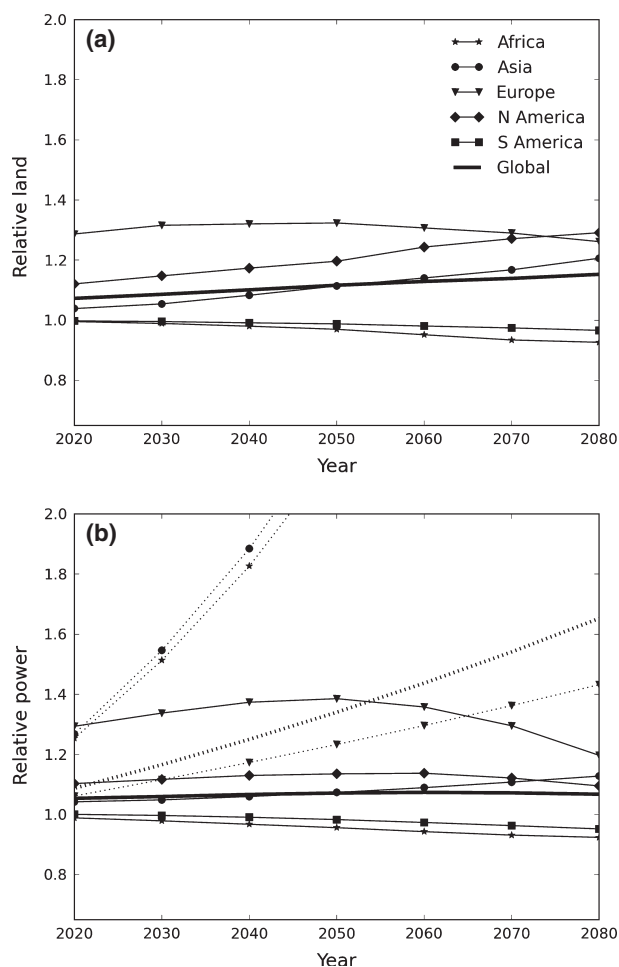 (a)
Africa
Asia
Europe
N America
S America
Global
Relative land
2.0
1.8
1.6
1.4
1.2
1.0
0.8
2020 2030 2040 2050 2060 2070 2080
Year
(b)
Relative power
2.0
1.8
1.6
1.4
1.2
1.0
0.8
2020 2030 2040 2050 2060 2070 2080
Year